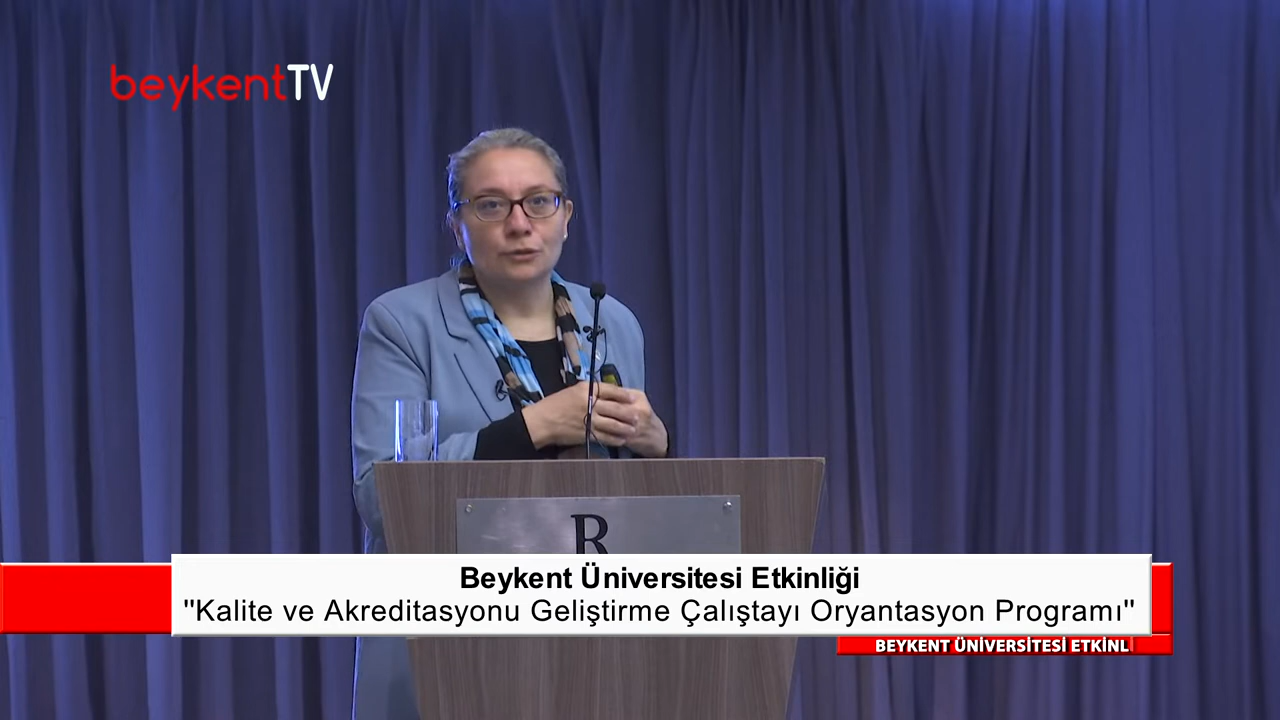 beykentTV
R
Beykent Üniversitesi Etkinliği
"Kalite ve Akreditasyonu Geliştirme Çalıştayı Oryantasyon Programı"
BEYKENT ÜNİVERSİTESİ ETKİNL